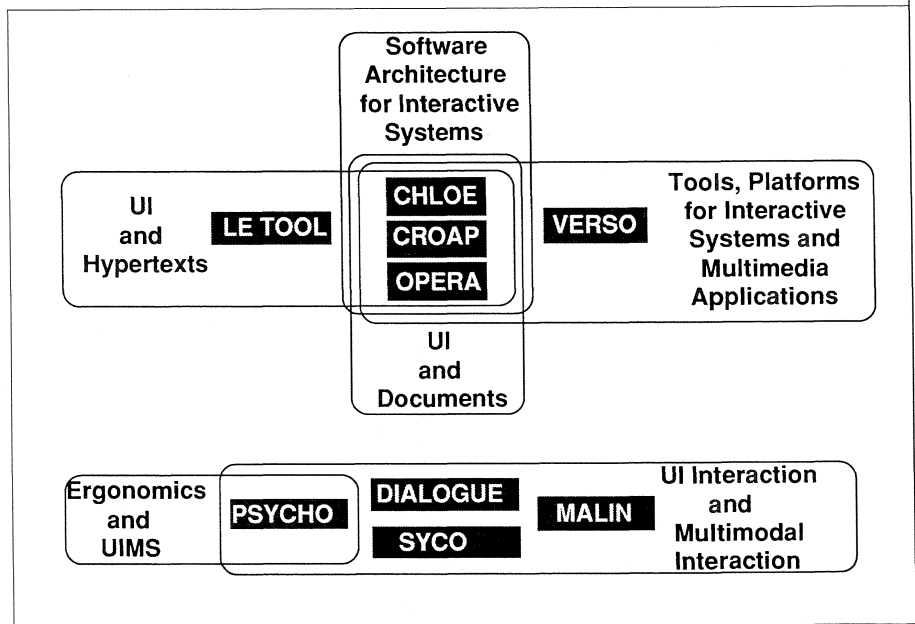 Software
Architecture
for Interactive
Systems
UI
and
Hypertexts
LE TOOL
CHLOE
CROAP
OPERA
VERSO
Tools, Platforms
for Interactive
Systems and
Multimedia
Applications
UI
and
Documents
Ergonomics
and
UIMS
PSYCHO
DIALOGUE
SYCO
MALIN
UI Interaction
and
Multimodal
Interaction